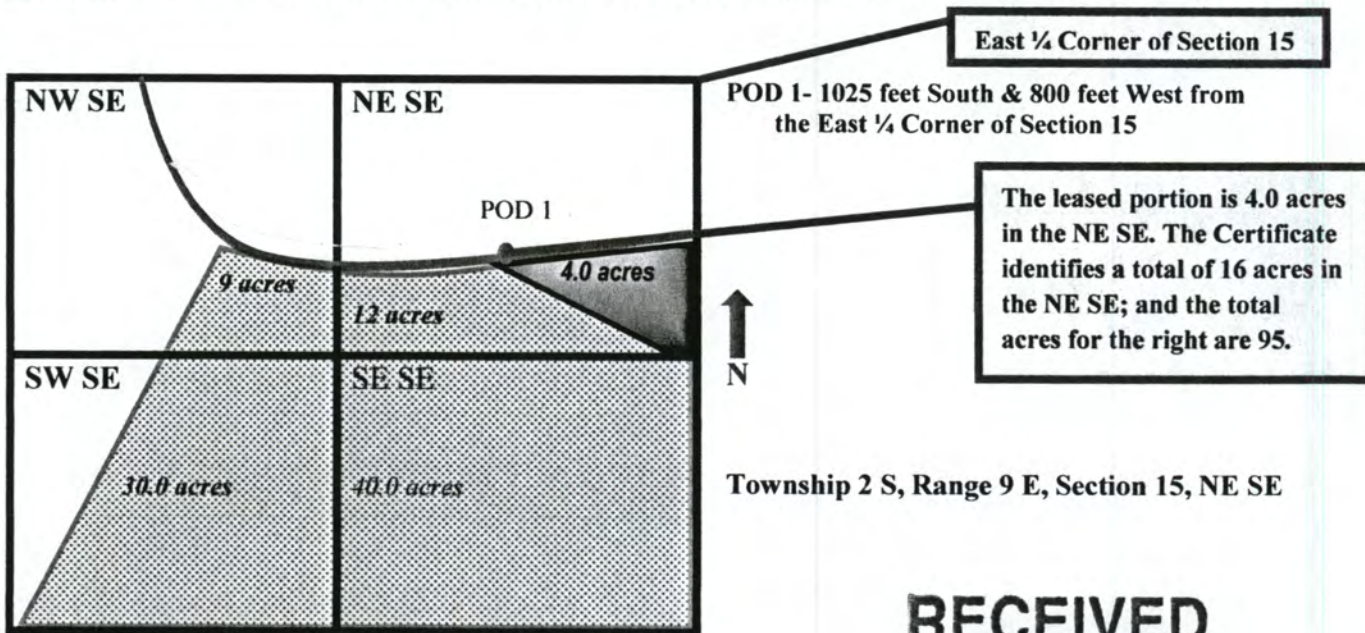 East ¼ Corner of Section 15
NW SE
NE SE
POD 1- 1025 feet South & 800 feet West from
the East ¼ Corner of Section 15
POD 1
The leased portion is 4.0 acres
in the NE SE. The Certificate
identifies a total of 16 acres in
the NE SE; and the total
acres for the right are 95.
4.0 acres
9 acres
12 acres
N
SW SE
SE SE
30.0 acres
40.0 acres
Township 2 S, Range 9 E, Section 15, NE SE
RECEIVED